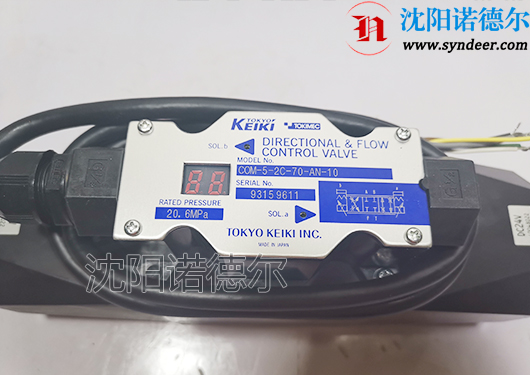 沈阳诺德尔
www.syndeer.com
TOKYO
KEIKI
TOKIMEC
DIRECTIONAL & FLOW
CONTROL VALVE
SOL.b
MODEL No.
COM-5-2C-70-AN-10
SERIAL No.
93159611
RATED PRESSURE
20.6MPa
SOL.a
A B
P T
TOKYO KEIKI INC.
MADE IN JAPAN
DC24V
沈阳诺德尔